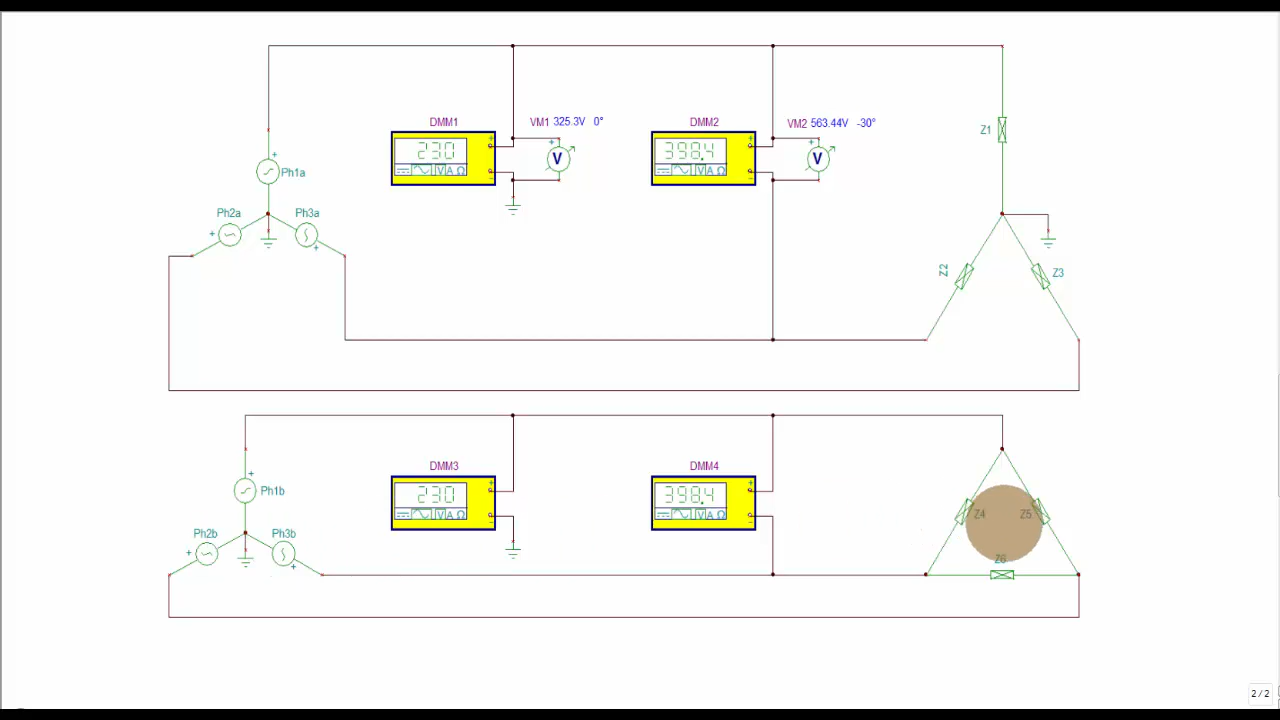 DMM1
VM1 325.3V 0°
DMM2
VM2 563.44V -30°
230
V A Ω
V
398.4
V A Ω
V
Z1
Ph1a
Ph2a
Ph3a
Z2
Z3
DMM3
DMM4
230
V A Ω
398.4
V A Ω
Ph1b
Z4
Z5
Ph2b
Ph3b
Z6
2 / 2